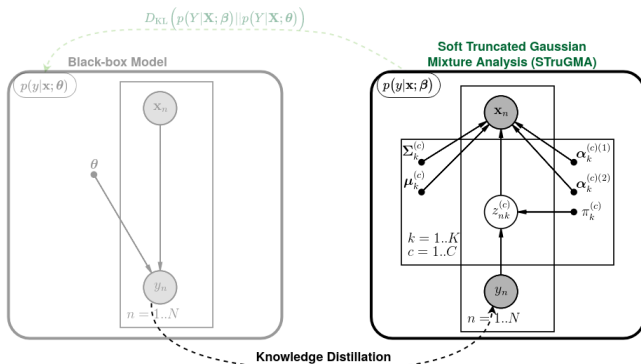 D_KL(p(Y|X;β)||p(Y|X;θ))
Black-box Model
Soft Truncated Gaussian
Mixture Analysis (STruGMA)
p(y|x;θ)
p(y|x;β)
x_n
x_n
Σ_k^(c)
α_k^(c)(1)
θ
μ_k^(c)
α_k^(c)(2)
z_nk^(c)
π_k^(c)
k = 1..K
c = 1..C
y_n
y_n
n = 1..N
n = 1..N
Knowledge Distillation